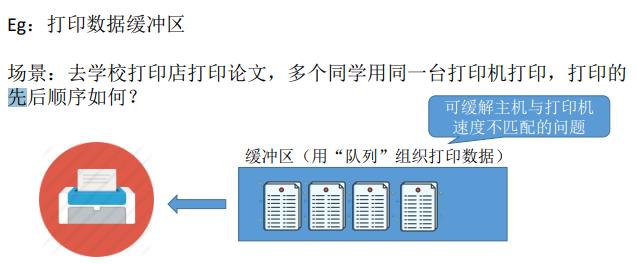 Eg：打印数据缓冲区
场景：去学校打印店打印论文，多个同学用同一台打印机打印，打印的
先后顺序如何？
可缓解主机与打印机
速度不匹配的问题
缓冲区（用“队列”组织打印数据）